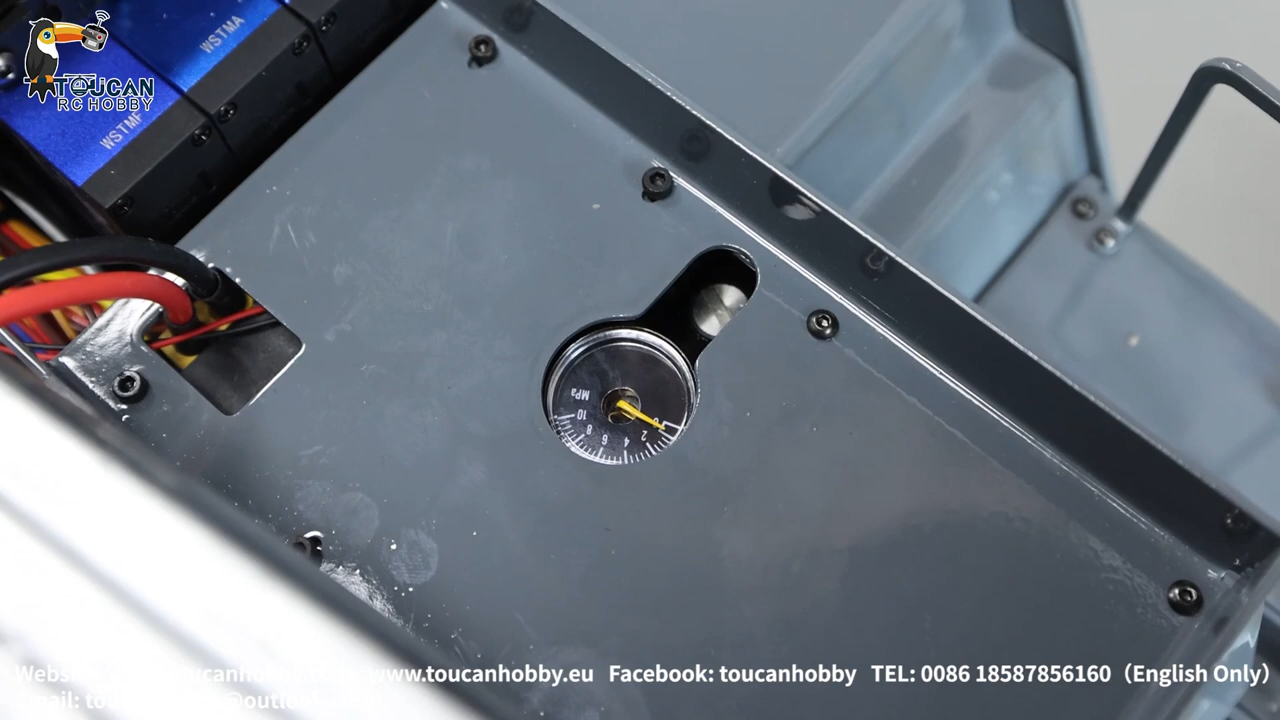 TOUCAN
RC HOBBY
WSTMA
WSTMF
MPa
10
8
6
4
2
0
www.toucanhobby.eu Facebook: toucanhobby TEL: 0086 18587856160（English Only)